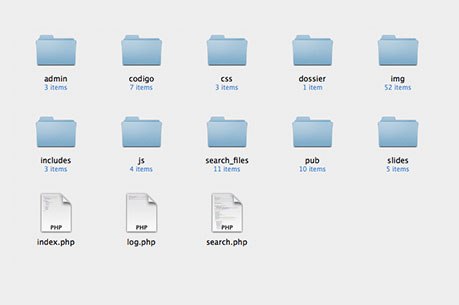 admin codigo css dossier img
3 items 7 items 3 items 1 item 52 items
includes js search_files pub slides
3 items 4 items 11 items 10 items 5 items
PHP PHP PHP
index.php log.php search.php